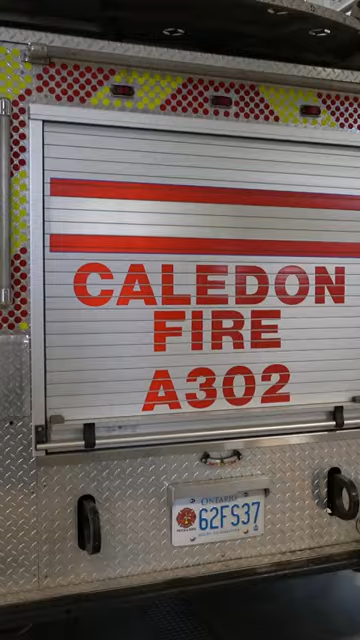 CALEDON
FIRE
A302
ONTARIO
62FS37